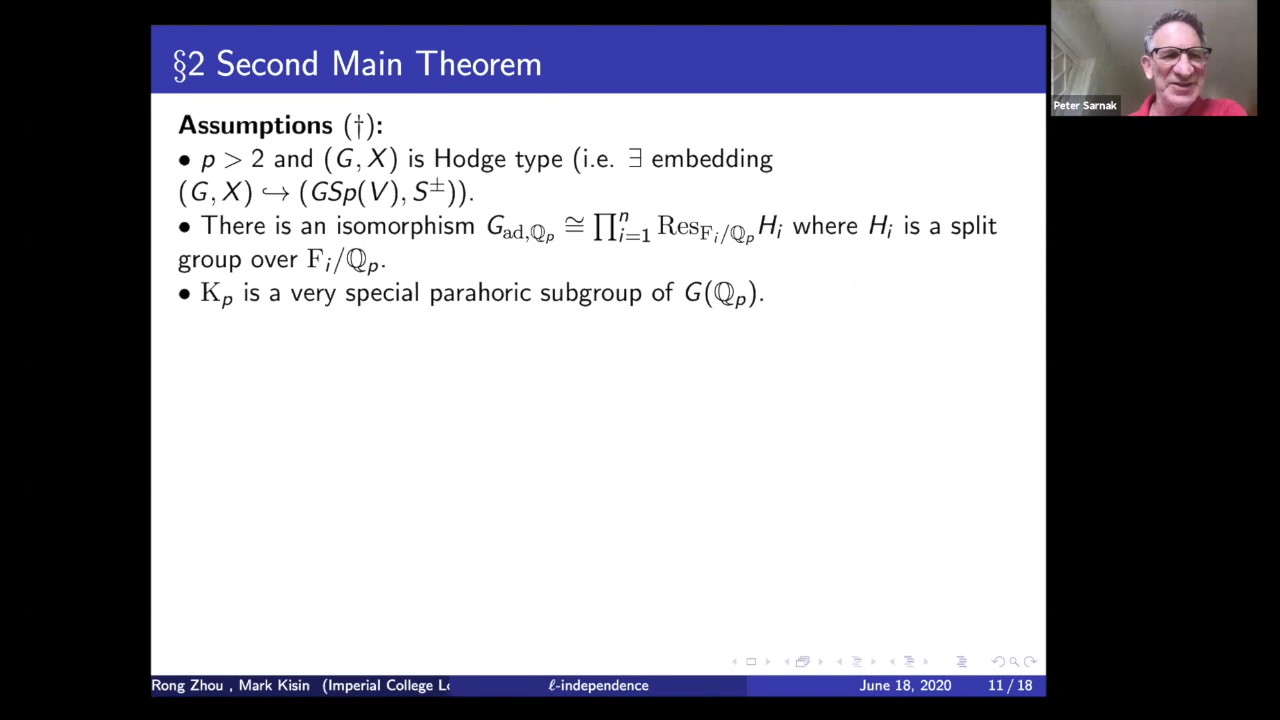 §2 Second Main Theorem
Peter Sarnak
Assumptions (†):
• p > 2 and (G, X) is Hodge type (i.e. ∃ embedding
(G, X) ↪ (GSp(V), S^±)).
• There is an isomorphism G_{ad,ℚ_p} ≅ ∏_{i=1}^n Res_{F_i/ℚ_p} H_i where H_i is a split
group over F_i/ℚ_p.
• K_p is a very special parahoric subgroup of G(ℚ_p).
Rong Zhou , Mark Kisin (Imperial College Lo ℓ-independence June 18, 2020 11 / 18